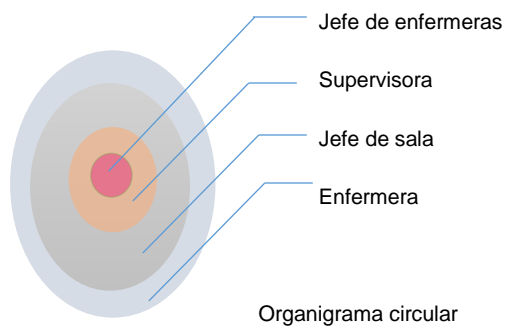 Jefe de enfermeras
Supervisora
Jefe de sala
Enfermera
Organigrama circular